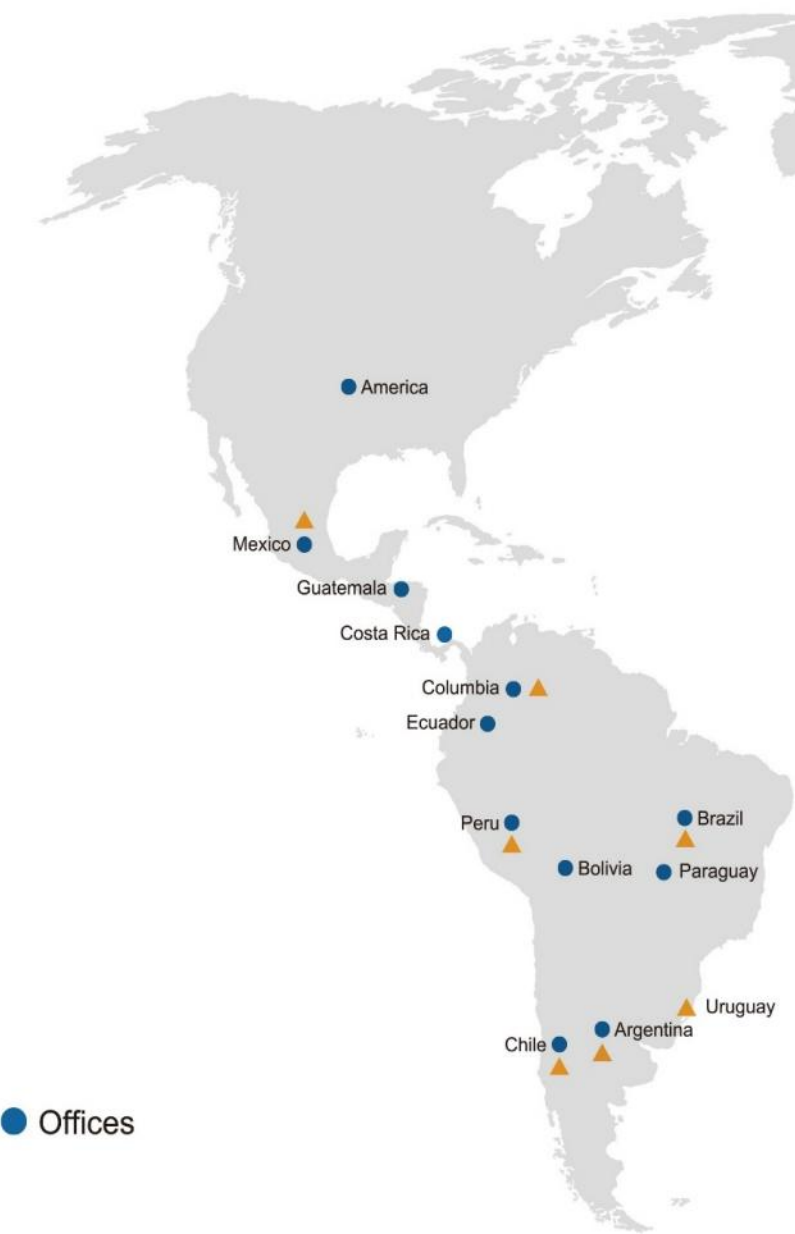 America
Mexico
Guatemala
Costa Rica
Columbia
Ecuador
Peru
Brazil
Bolivia
Paraguay
Uruguay
Argentina
Chile
Offices